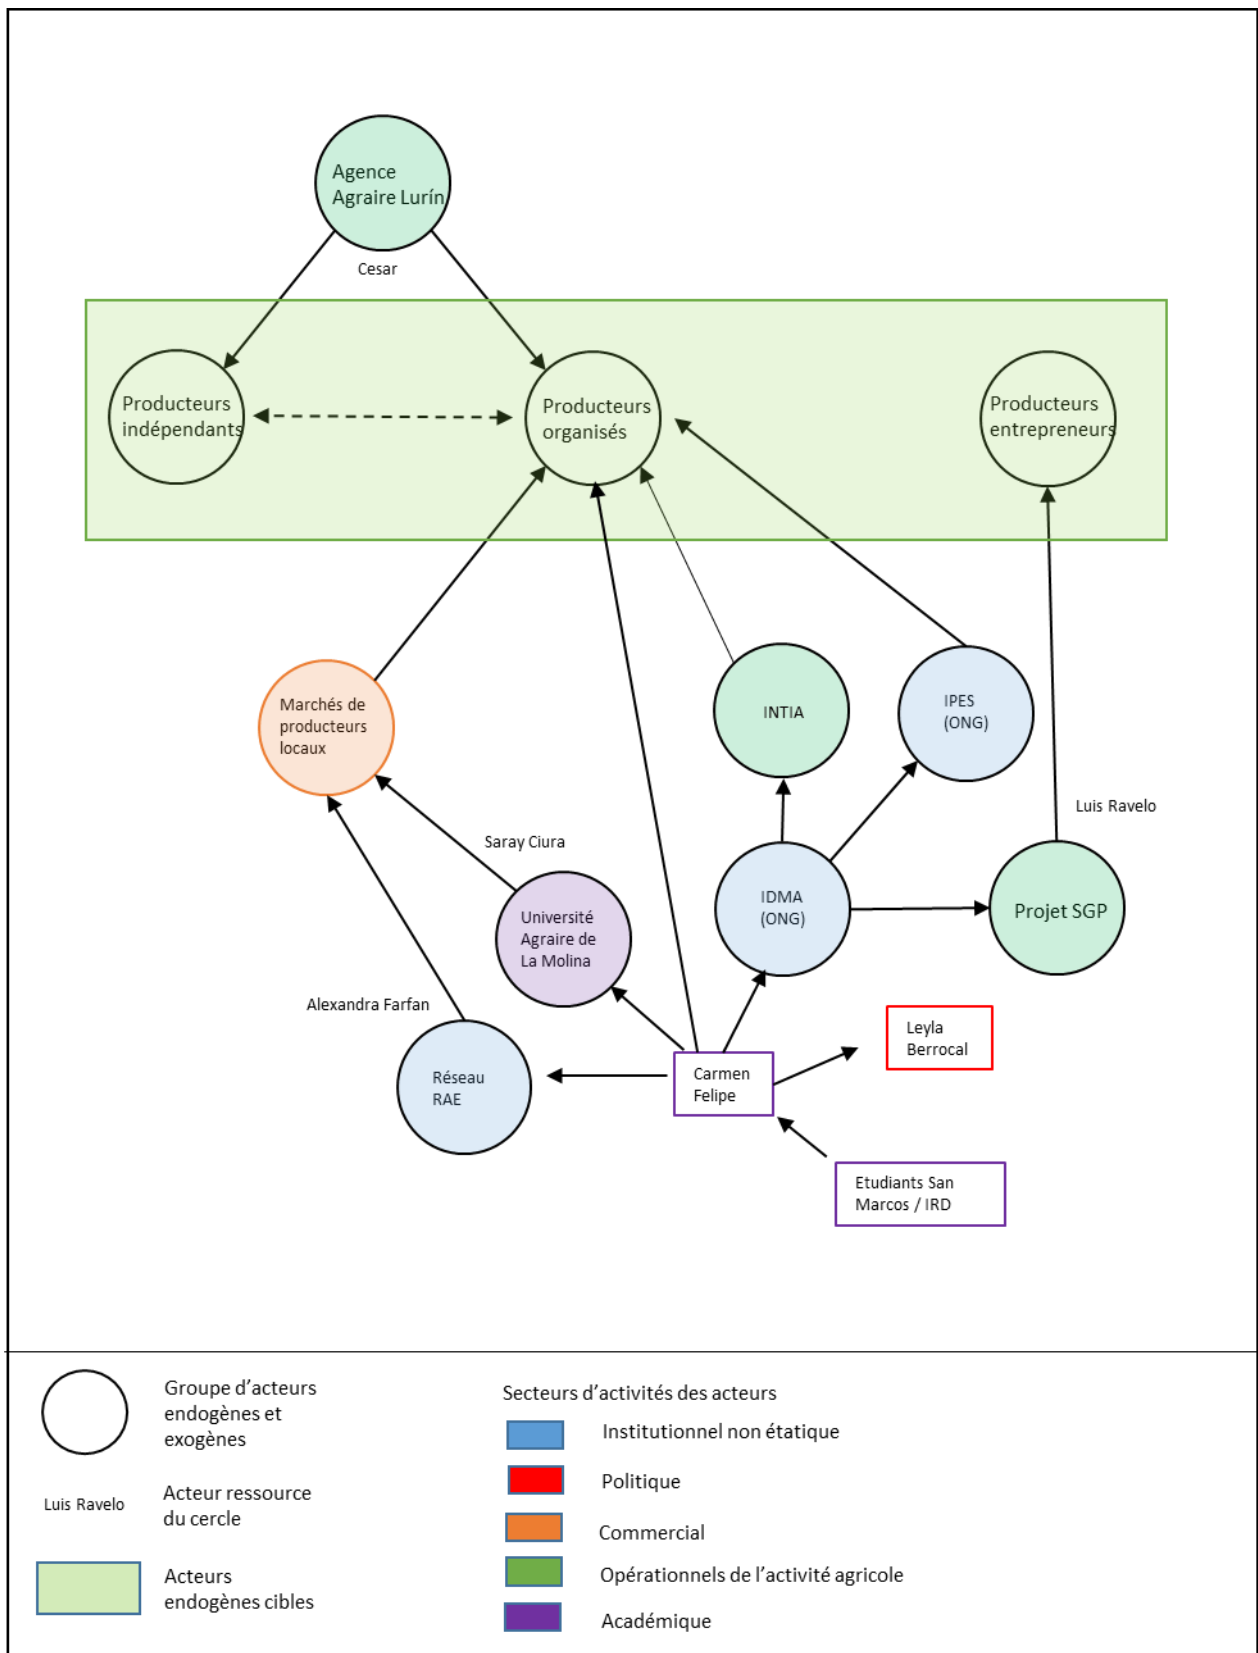 Agence
Agraire Lurín
Cesar
Producteurs
indépendants
Producteurs
organisés
Producteurs
entrepreneurs
Marchés de
producteurs
locaux
INTIA
IPES
(ONG)
Luis Ravelo
Saray Ciura
Université
Agraire de
La Molina
IDMA
(ONG)
Projet SGP
Alexandra Farfan
Réseau
RAE
Carmen
Felipe
Leyla
Berrocal
Etudiants San
Marcos / IRD
Groupe d’acteurs
endogènes et
exogènes
Luis Ravelo
Acteur ressource
du cercle
Acteurs
endogènes cibles
Secteurs d’activités des acteurs
Institutionnel non étatique
Politique
Commercial
Opérationnels de l’activité agricole
Académique